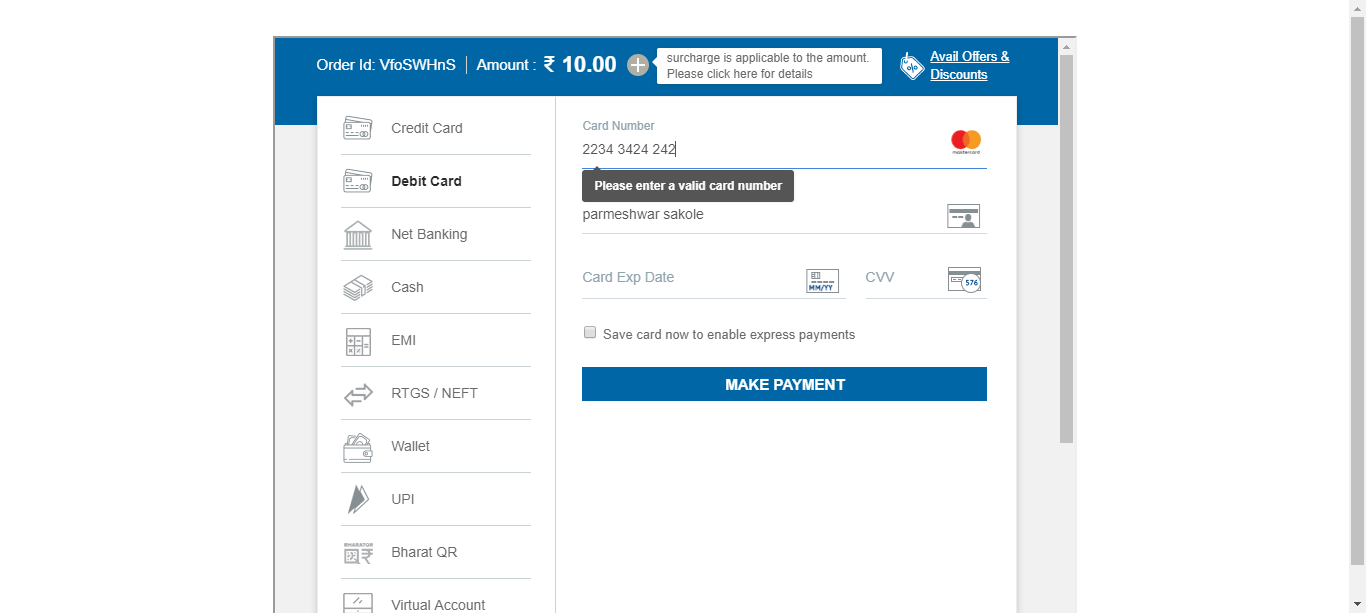 Order Id: VfoSWHnS
Amount : ₹ 10.00
surcharge is applicable to the amount.
Please click here for details
Avail Offers &
Discounts
Credit Card
Debit Card
Net Banking
Cash
EMI
RTGS / NEFT
Wallet
UPI
BHARATQR
Bharat QR
Virtual Account
Card Number
2234 3424 242
mastercard
Please enter a valid card number
parmeshwar sakole
Card Exp Date
MM/YY
CVV
576
Save card now to enable express payments
MAKE PAYMENT